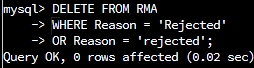 mysql> DELETE FROM RMA
    -> WHERE Reason = 'Rejected'
    -> OR Reason = 'rejected';
Query OK, 0 rows affected (0.02 sec)